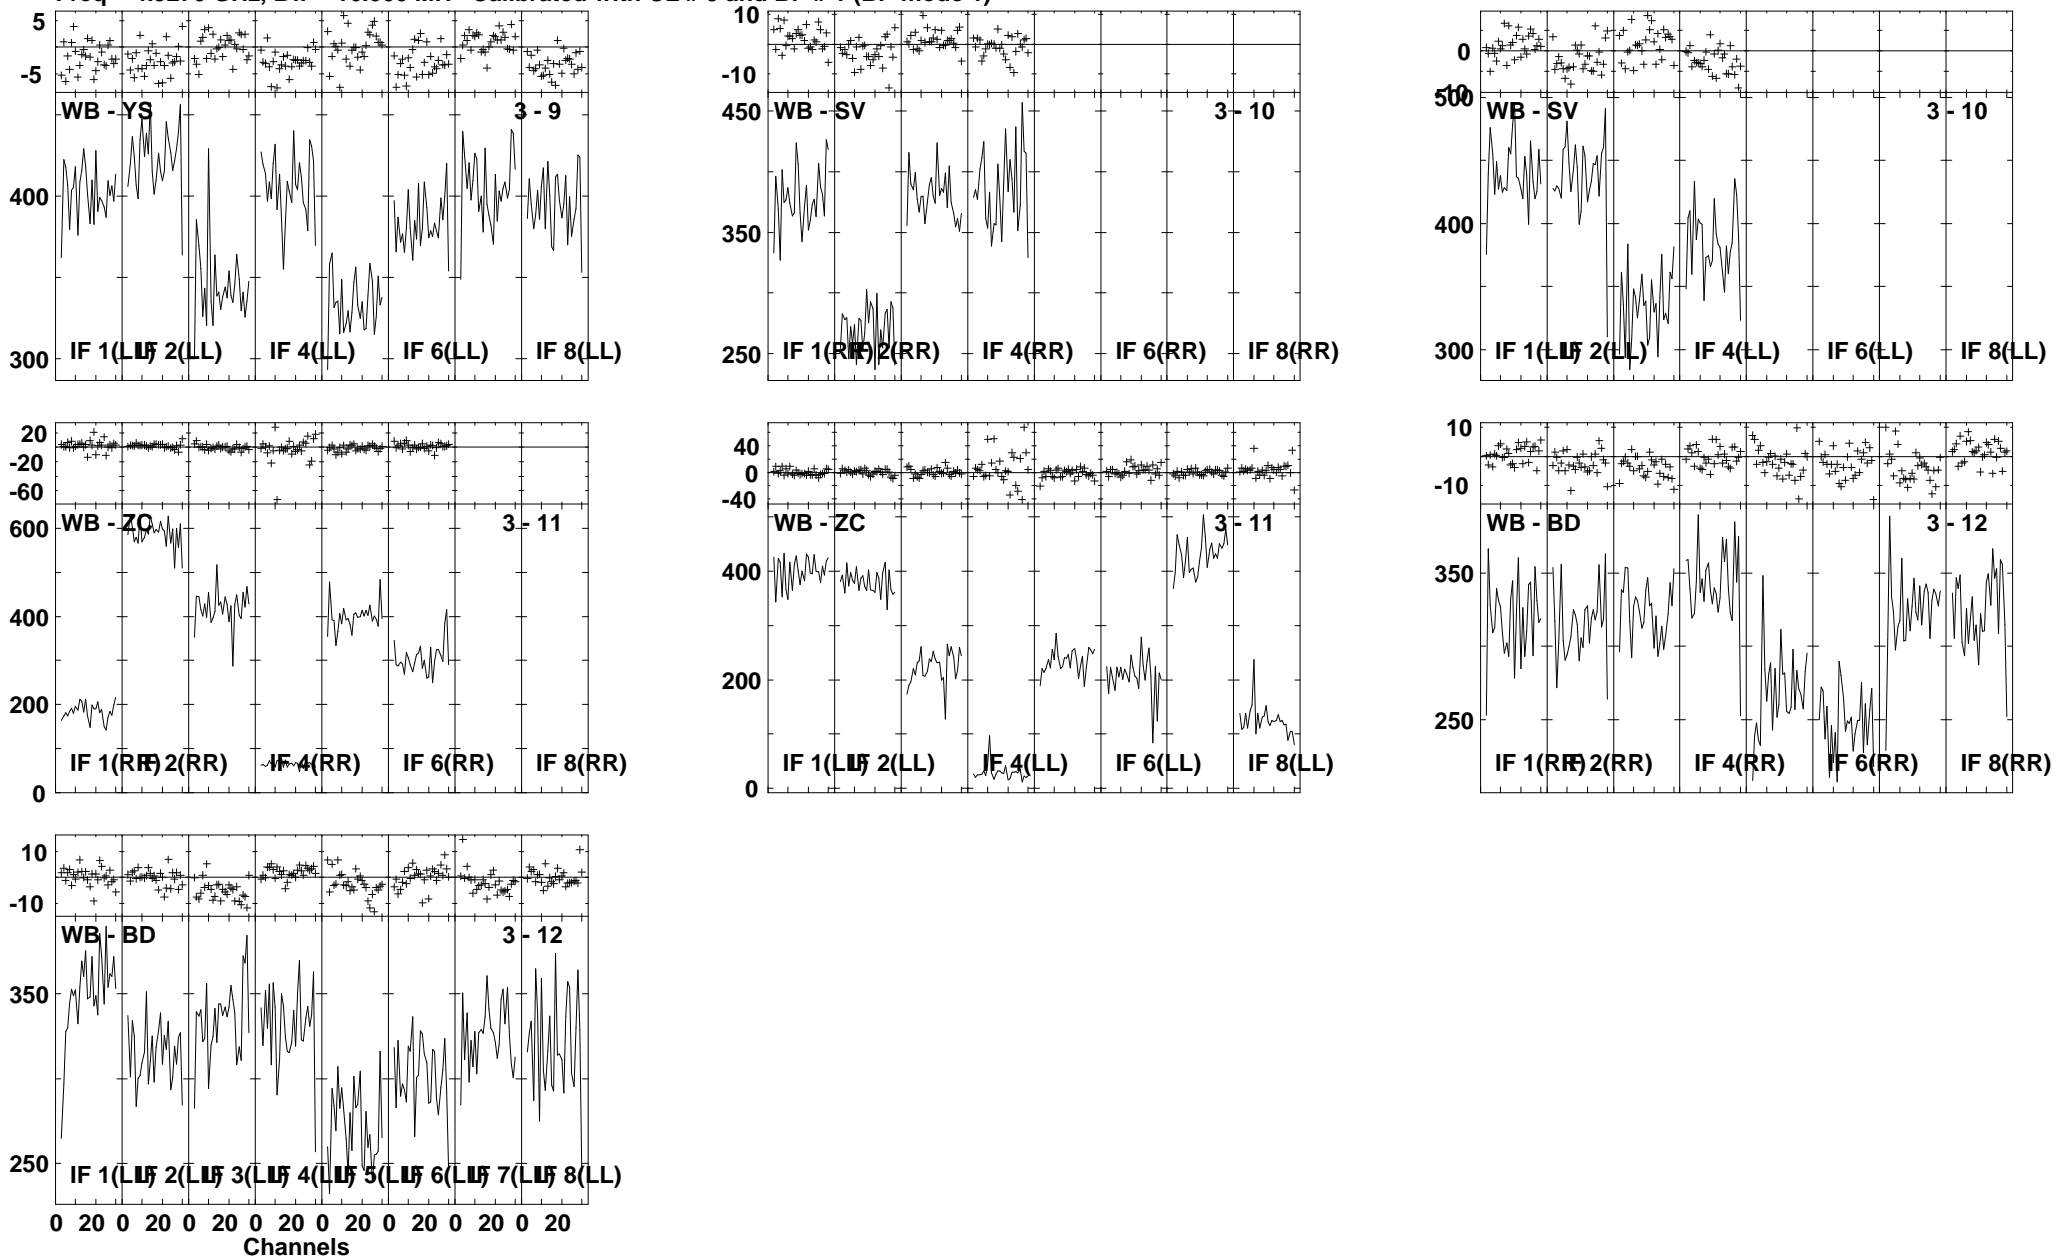 5
-5
WB - YS
3 - 9
400
300
IF 1(LL)
IF 2(LL)
IF 4(LL)
IF 6(LL)
IF 8(LL)
10
0
-10
WB - SV
3 - 10
450
350
250
IF 1(RR)
IF 2(RR)
IF 4(RR)
IF 6(RR)
IF 8(RR)
0
-10
500
WB - SV
3 - 10
400
300
IF 1(LL)
IF 2(LL)
IF 4(LL)
IF 6(LL)
IF 8(LL)
20
-20
-60
WB - ZC
3 - 11
600
400
200
0
IF 1(RR)
IF 2(RR)
IF 4(RR)
IF 6(RR)
IF 8(RR)
40
0
-40
WB - ZC
3 - 11
400
200
0
IF 1(LL)
IF 2(LL)
IF 4(LL)
IF 6(LL)
IF 8(LL)
10
-10
WB - BD
3 - 12
350
250
IF 1(RR)
IF 2(RR)
IF 4(RR)
IF 6(RR)
IF 8(RR)
10
-10
WB - BD
3 - 12
350
250
IF 1(LL)
IF 2(LL)
IF 3(LL)
IF 4(LL)
IF 5(LL)
IF 6(LL)
IF 7(LL)
IF 8(LL)
0 20 0 20 0 20 0 20 0 20 0 20 0 20 0 20
Channels